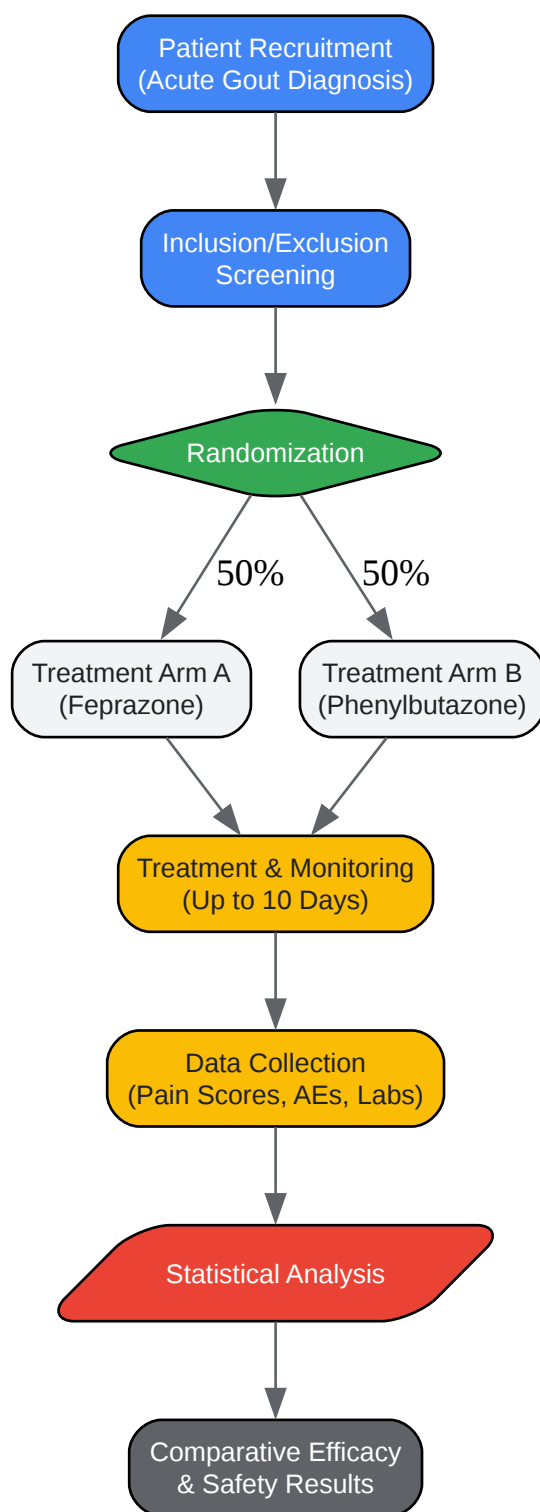 Patient Recruitment
(Acute Gout Diagnosis)
Inclusion/Exclusion
Screening
Randomization
50%
50%
Treatment Arm A
(Feprazone)
Treatment Arm B
(Phenylbutazone)
Treatment & Monitoring
(Up to 10 Days)
Data Collection
(Pain Scores, AEs, Labs)
Statistical Analysis
Comparative Efficacy
& Safety Results